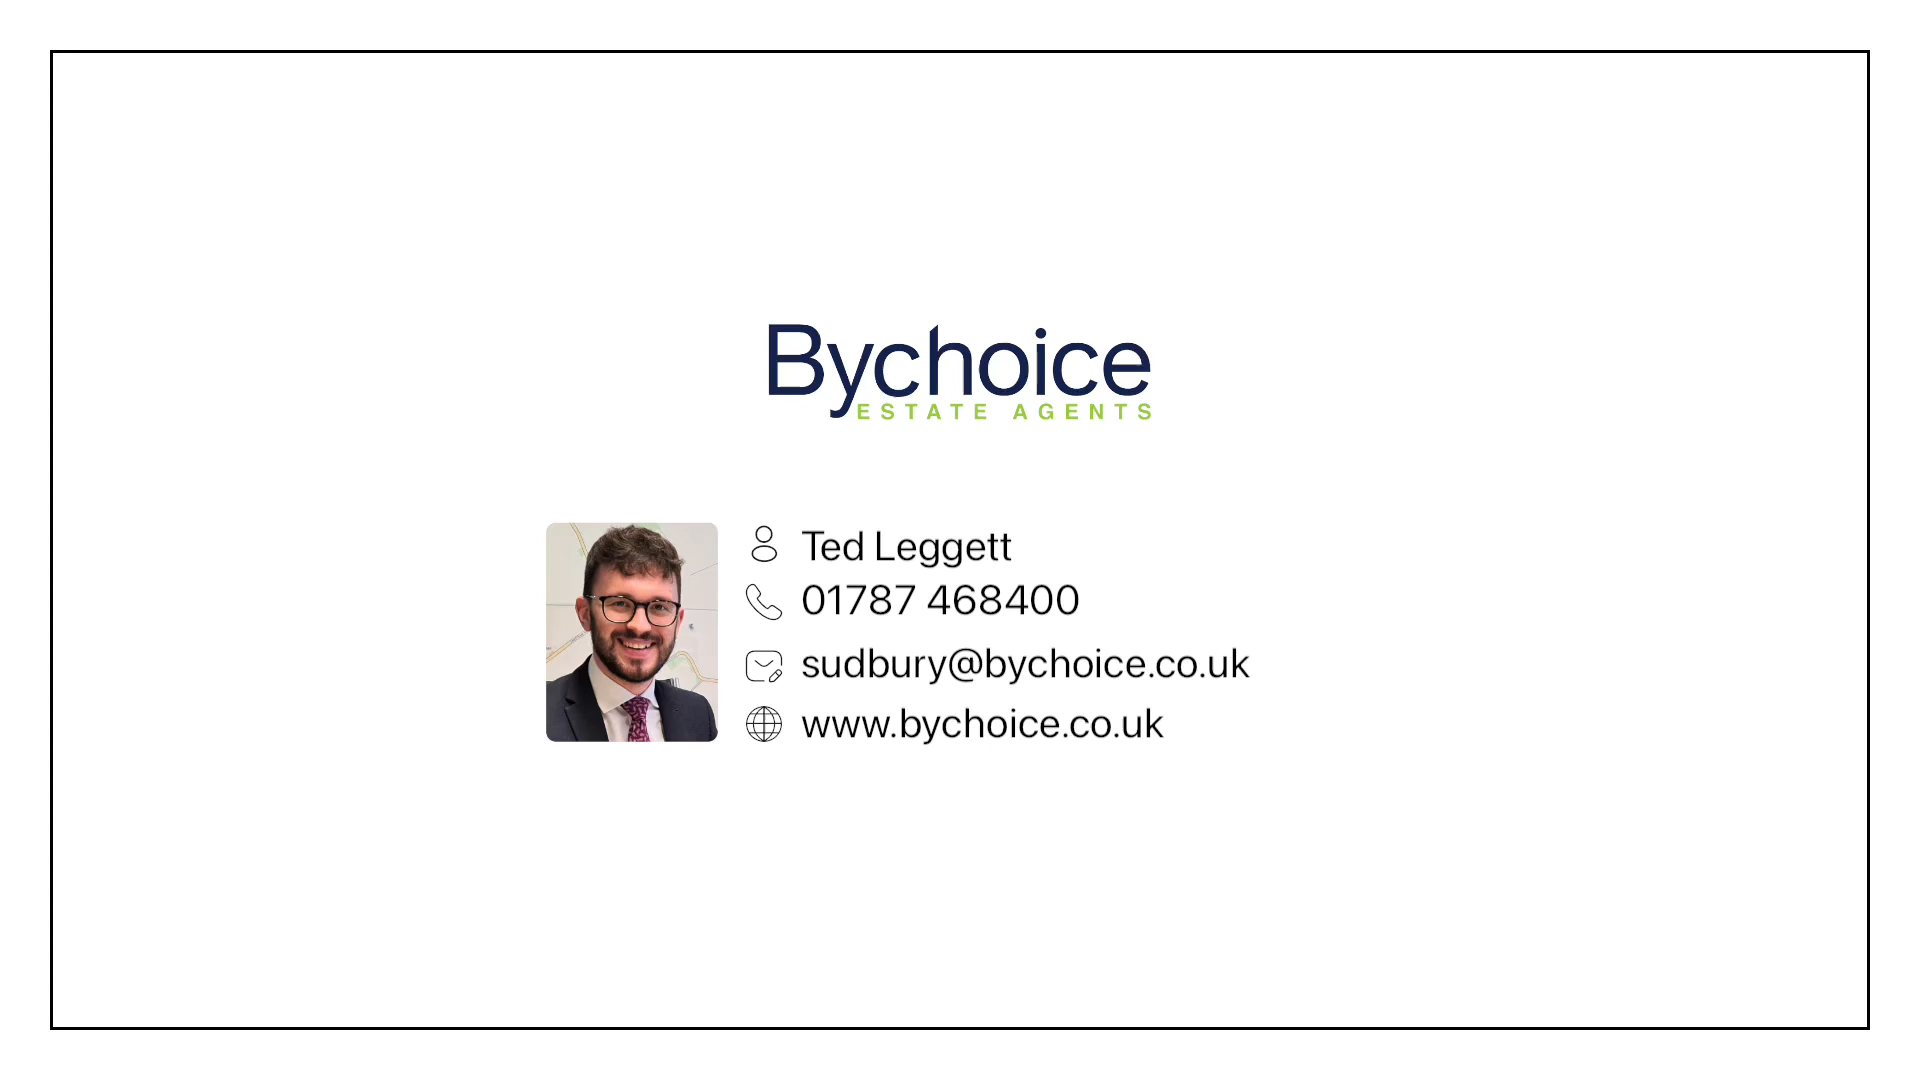 Bychoice
ESTATE AGENTS
Ted Leggett
01787 468400
sudbury@bychoice.co.uk
www.bychoice.co.uk